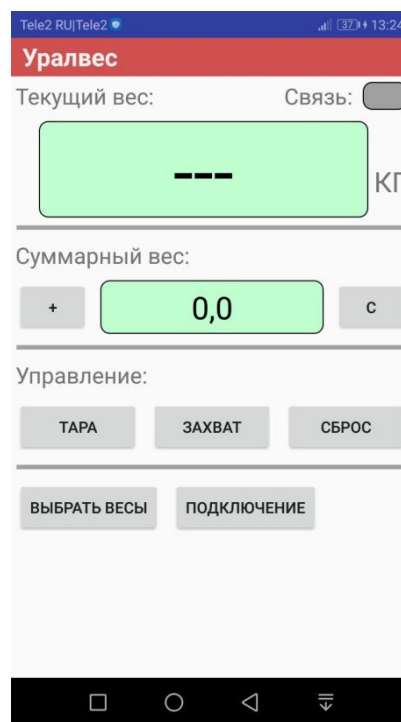 Tele2 RU|Tele2 37 13:24
Уралвес
Текущий вес: Связь:
--- КГ
Суммарный вес:
+ 0,0 С
Управление:
ТАРА ЗАХВАТ СБРОС
ВЫБРАТЬ ВЕСЫ ПОДКЛЮЧЕНИЕ